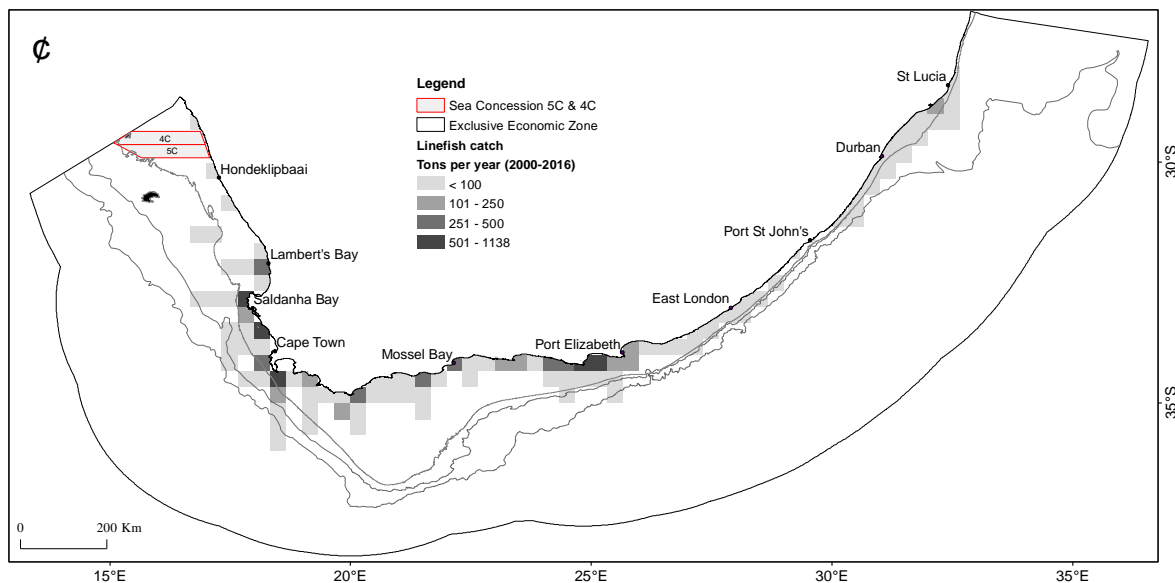 ¢
Legend
Sea Concession 5C & 4C
Exclusive Economic Zone
Linefish catch
Tons per year (2000-2016)
< 100
101 - 250
251 - 500
501 - 1138
St Lucia
4C
5C
Durban
30°S
Hondeklipbaai
Port St John's
Lambert's Bay
Saldanha Bay
East London
Cape Town
Mossel Bay
Port Elizabeth
35°S
0
200 Km
15°E
20°E
25°E
30°E
35°E